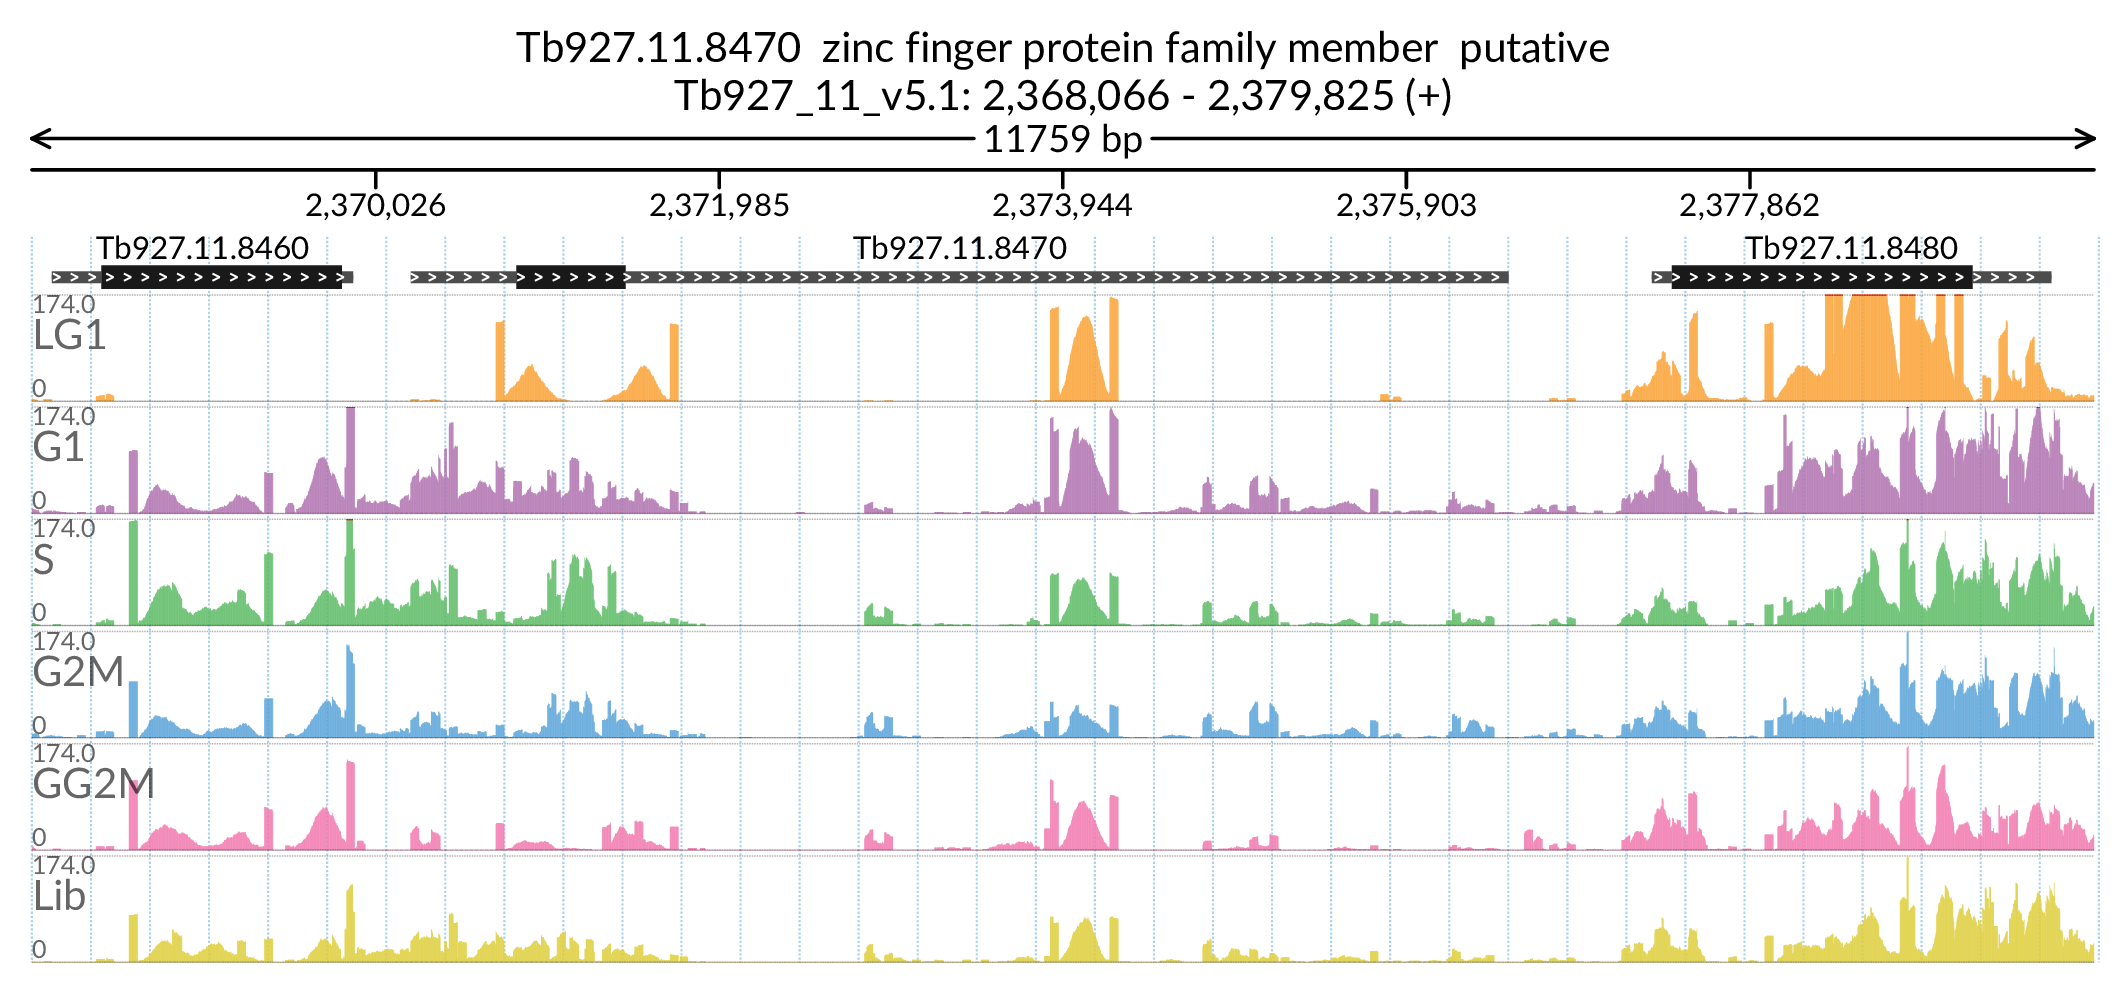 Tb927.11.8470 zinc finger protein family member putative
Tb927_11_v5.1: 2,368,066 - 2,379,825 (+)
11759 bp
2,370,026 2,371,985 2,373,944 2,375,903 2,377,862
Tb927.11.8460 Tb927.11.8470 Tb927.11.8480
174.0
LG1
0
174.0
G1
0
174.0
S
0
174.0
G2M
0
174.0
GG2M
0
174.0
Lib
0